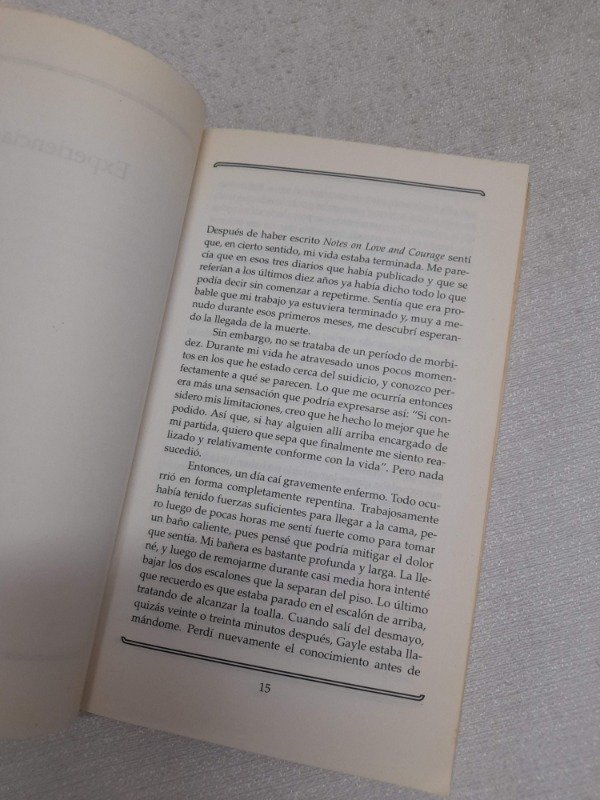 Experiencia
Después de haber escrito Notes on Love and Courage sentí
que, en cierto sentido, mi vida estaba terminada. Me pare-
cía que en esos tres diarios que había publicado y que se
referían a los últimos diez años ya había dicho todo lo que
podía decir sin comenzar a repetirme. Sentía que era pro-
bable que mi trabajo ya estuviera terminado y, muy a me-
nudo durante esos primeros meses, me descubrí esperan-
do la llegada de la muerte.
Sin embargo, no se trataba de un período de morbi-
dez. Durante mi vida he atravesado unos pocos momen-
tos en los que he estado cerca del suicidio, y conozco per-
fectamente a qué se parecen. Lo que me ocurría entonces
era más una sensación que podría expresarse así: “Si con-
sidero mis limitaciones, creo que he hecho lo mejor que he
podido. Así que, si hay alguien allí arriba encargado de
mi partida, quiero que sepa que finalmente me siento rea-
lizado y relativamente conforme con la vida”. Pero nada
sucedió.
Entonces, un día caí gravemente enfermo. Todo ocu-
rrió en forma completamente repentina. Trabajosamente
había tenido fuerzas suficientes para llegar a la cama, pe-
ro luego de pocas horas me sentí fuerte como para tomar
un baño caliente, pues pensé que podría mitigar el dolor
que sentía. Mi bañera es bastante profunda y larga. La lle-
né, y luego de remojarme durante casi media hora intenté
bajar los dos escalones que la separan del piso. Lo último
que recuerdo es que estaba parado en el escalón de arriba,
tratando de alcanzar la toalla. Cuando salí del desmayo,
quizás veinte o treinta minutos después, Gayle estaba lla-
mándome. Perdí nuevamente el conocimiento antes de
15